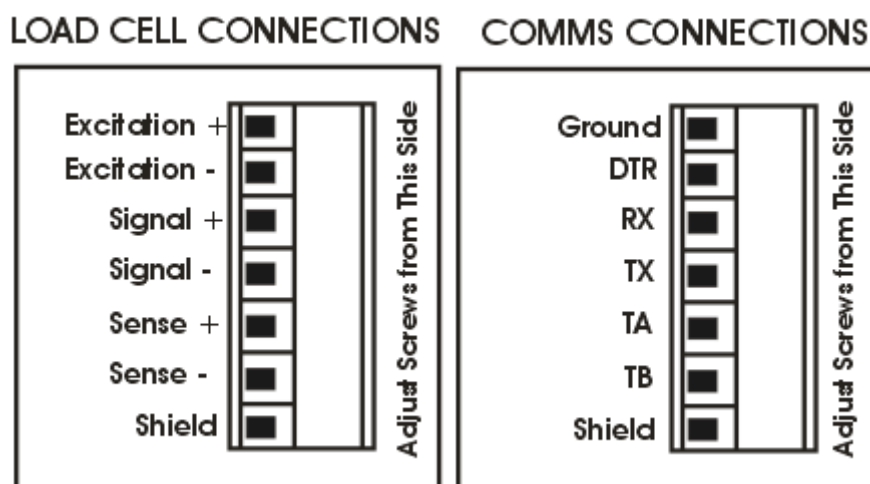 LOAD CELL CONNECTIONS
Excitation +
Excitation -
Signal +
Signal -
Sense +
Sense -
Shield
Adjust Screws from This Side
COMMS CONNECTIONS
Ground
DTR
RX
TX
TA
TB
Shield
Adjust Screws from This Side